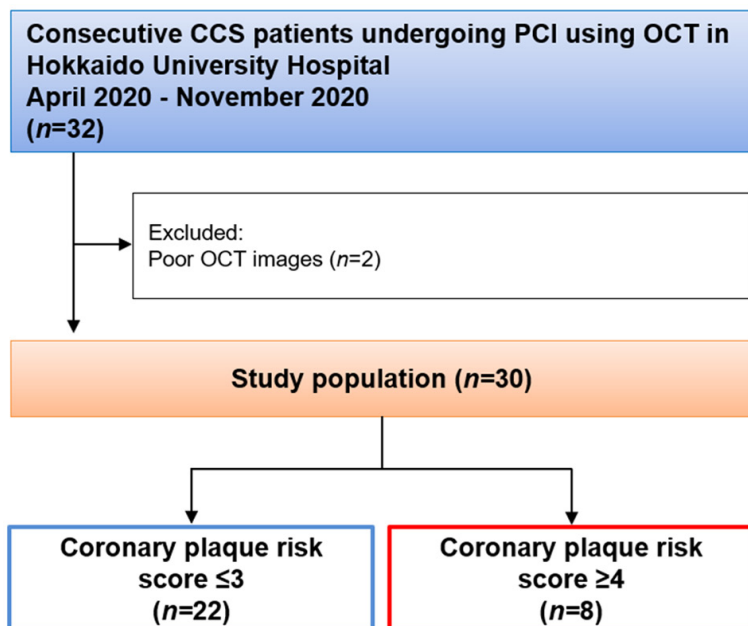 Consecutive CCS patients undergoing PCI using OCT in
Hokkaido University Hospital
April 2020 - November 2020
(n=32)
Excluded:
Poor OCT images (n=2)
Study population (n=30)
Coronary plaque risk
score ≤3
(n=22)
Coronary plaque risk
score ≥4
(n=8)